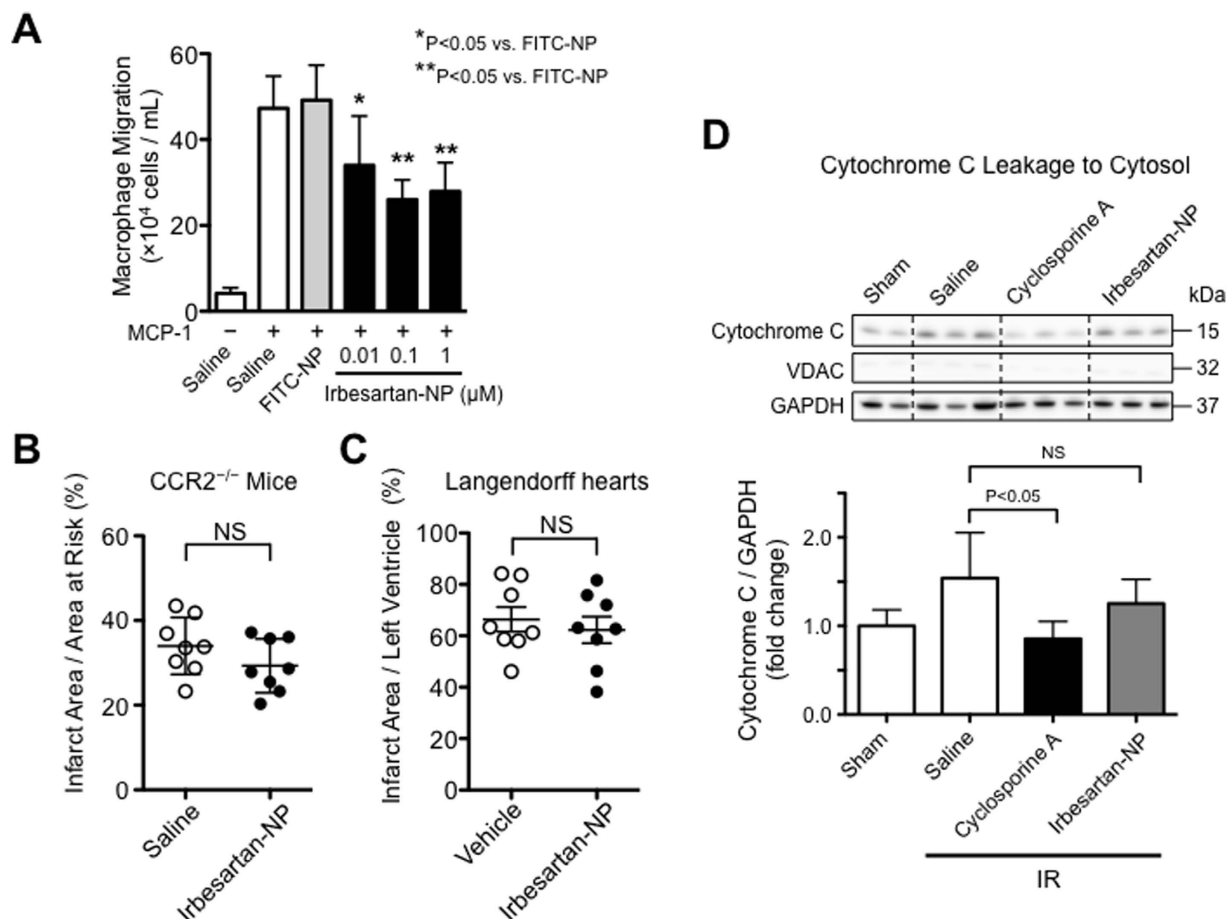 A
*P<0.05 vs. FITC-NP
**P<0.05 vs. FITC-NP
Macrophage Migration
(×10⁴ cells / mL)
60
40
20
0
*
**
**
MCP-1 − + + + + +
Saline
Saline
FITC-NP
0.01 0.1 1
Irbesartan-NP (μM)
B
CCR2⁻/⁻ Mice
Infarct Area / Area at Risk (%)
60
40
20
0
NS
Saline
Irbesartan-NP
C
Langendorff hearts
Infarct Area / Left Ventricle (%)
100
80
60
40
20
0
NS
Vehicle
Irbesartan-NP
D
Cytochrome C Leakage to Cytosol
Sham
Saline
Cyclosporine A
Irbesartan-NP
kDa
Cytochrome C 15
VDAC 32
GAPDH 37
Cytochrome C / GAPDH
(fold change)
2.0
1.0
0.0
NS
P<0.05
Sham
Saline
Cyclosporine A
Irbesartan-NP
IR